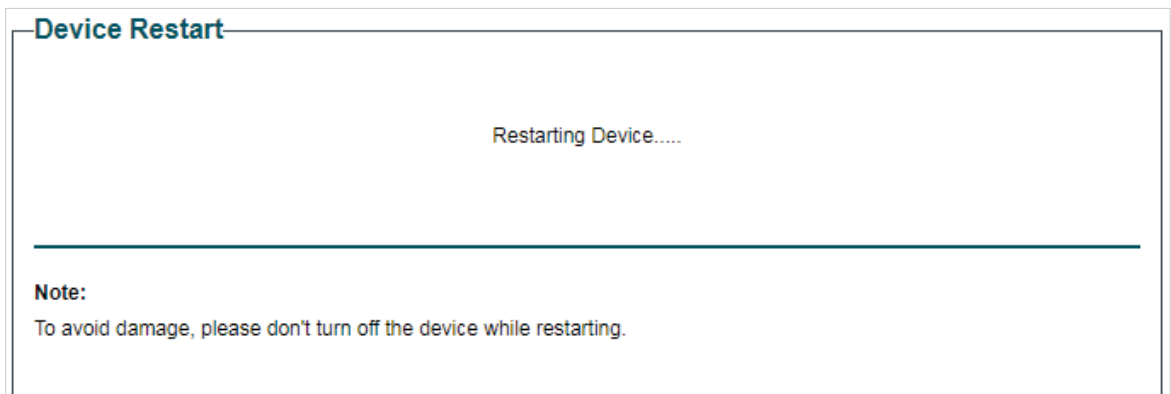 Device Restart
Restarting Device.....
Note:
To avoid damage, please don't turn off the device while restarting.